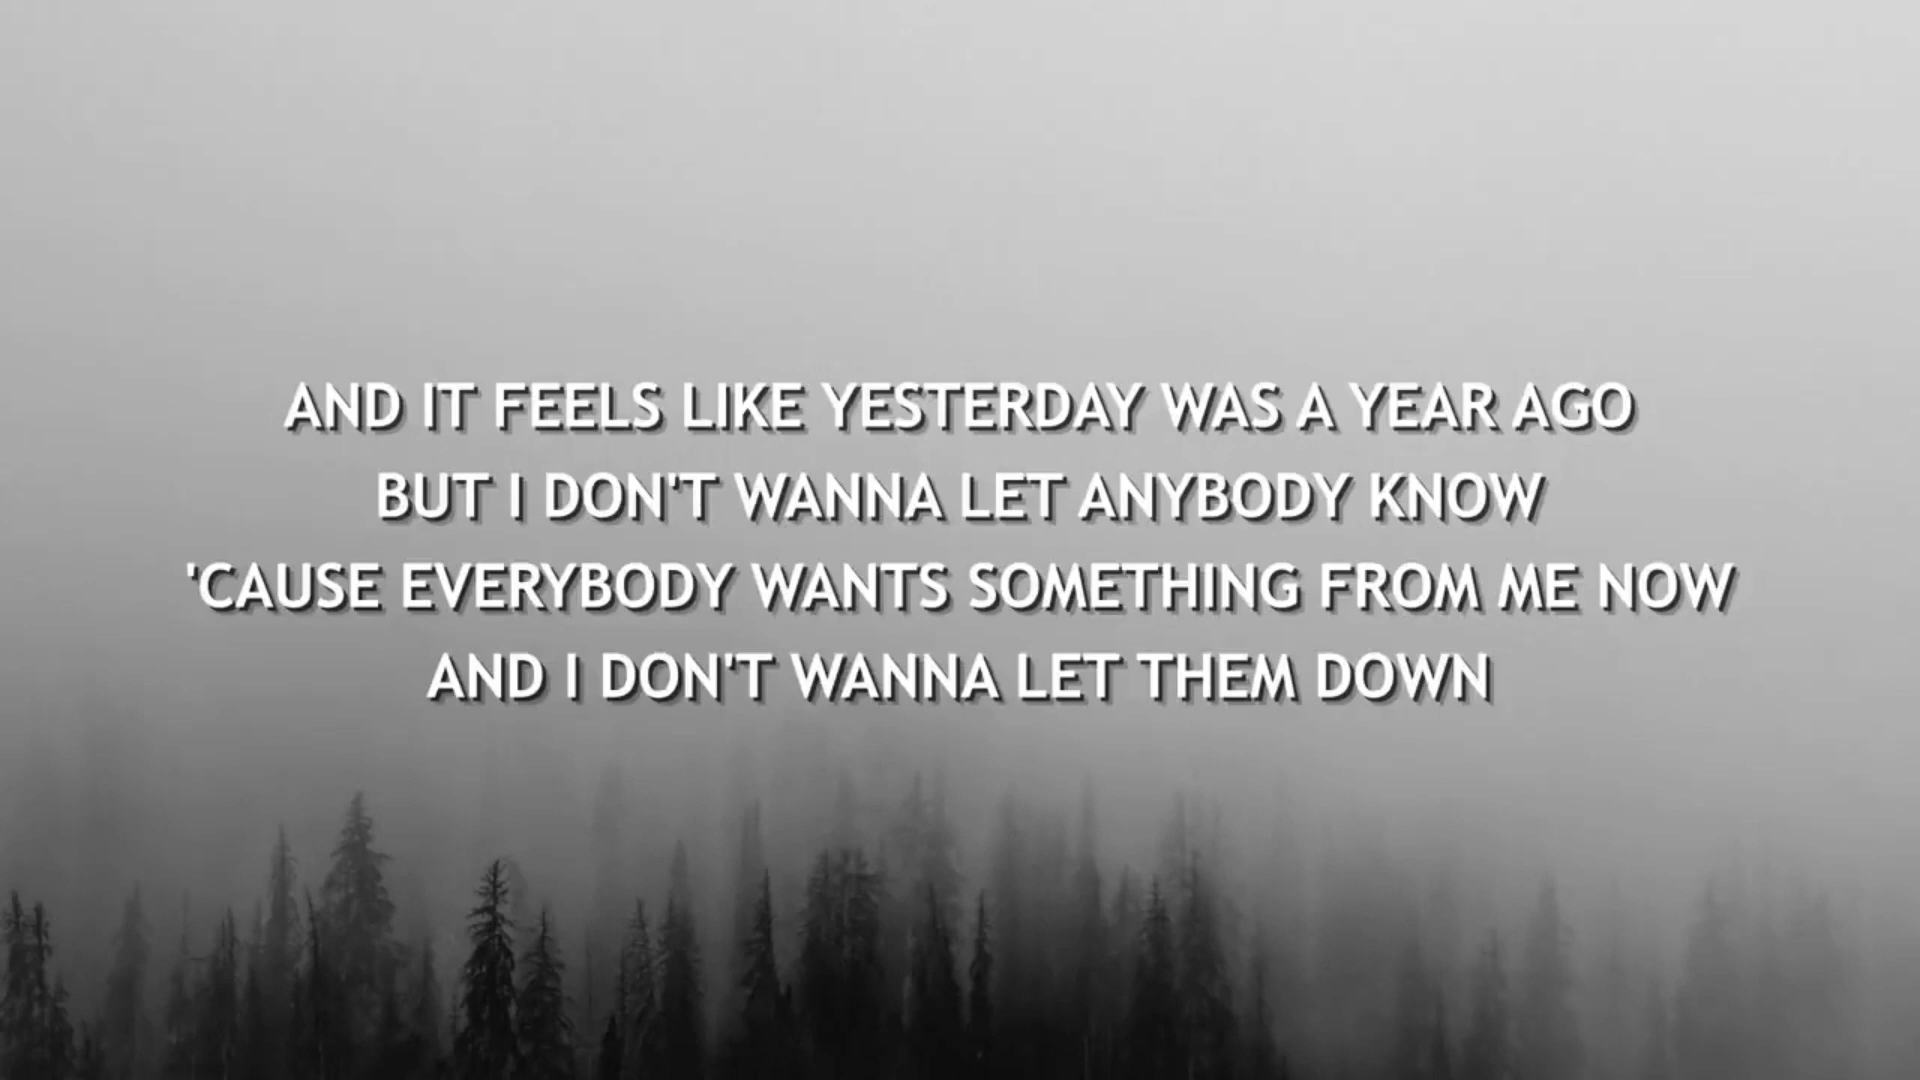 AND IT FEELS LIKE YESTERDAY WAS A YEAR AGO
BUT I DON'T WANNA LET ANYBODY KNOW
'CAUSE EVERYBODY WANTS SOMETHING FROM ME NOW
AND I DON'T WANNA LET THEM DOWN